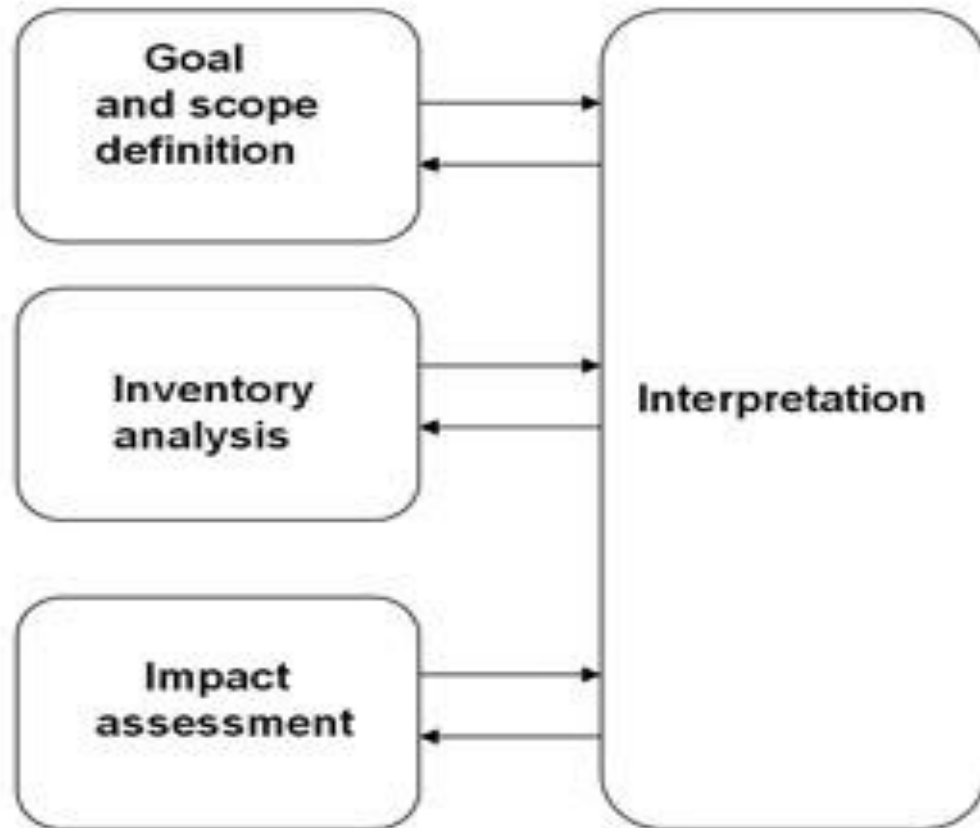 Goal
and scope
definition
Inventory
analysis
Impact
assessment
Interpretation